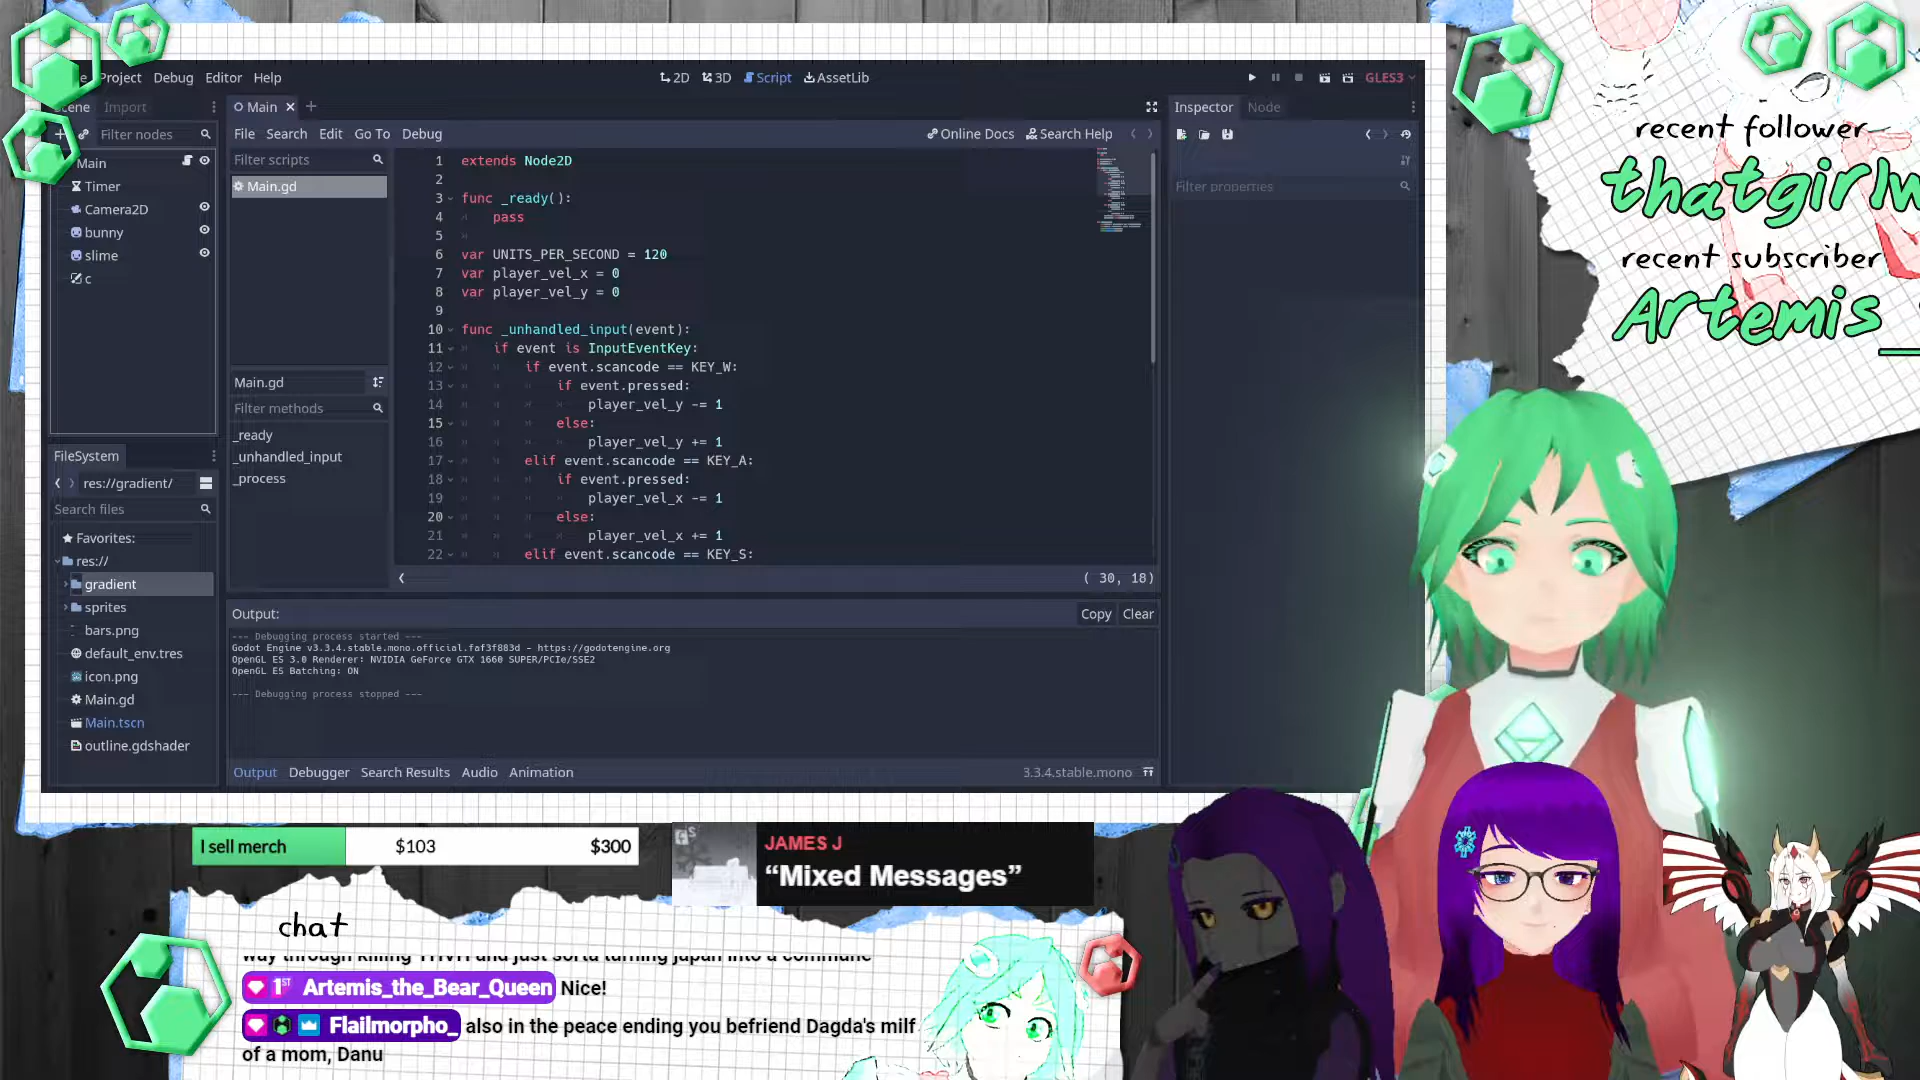 Project Debug Editor Help
2D 3D Script AssetLib
GLES3
Scene Import
Main
Inspector Node
Filter nodes
File Search Edit Go To Debug
Online Docs Search Help
Main
Timer
Camera2D
bunny
slime
c
Filter scripts
Main.gd
Main.gd
Filter methods
_ready
_unhandled_input
_process
1 extends Node2D
2
3 func _ready():
4 pass
5
6 var UNITS_PER_SECOND = 120
7 var player_vel_x = 0
8 var player_vel_y = 0
9
10 func _unhandled_input(event):
11 if event is InputEventKey:
12 if event.scancode == KEY_W:
13 if event.pressed:
14 player_vel_y -= 1
15 else:
16 player_vel_y += 1
17 elif event.scancode == KEY_A:
18 if event.pressed:
19 player_vel_x -= 1
20 else:
21 player_vel_x += 1
22 elif event.scancode == KEY_S:
( 30, 18)
Filter properties
FileSystem
res://gradient/
Search files
Favorites:
res://
gradient
sprites
bars.png
default_env.tres
icon.png
Main.gd
Main.tscn
outline.gdshader
Output:
Copy Clear
--- Debugging process started ---
Godot Engine v3.3.4.stable.mono.official.faf3f883d - https://godotengine.org
OpenGL ES 3.0 Renderer: NVIDIA GeForce GTX 1660 SUPER/PCIe/SSE2
OpenGL ES Batching: ON
--- Debugging process stopped ---
Output Debugger Search Results Audio Animation
3.3.4.stable.mono
recent follower
thatgirlw
recent subscriber
Artemis_
I sell merch $103 $300
JAMES J
“Mixed Messages”
chat
way through killing YHVH and just sorta turning japan into a commune
1ST Artemis_the_Bear_Queen Nice!
Flailmorpho_ also in the peace ending you befriend Dagda's milf
of a mom, Danu